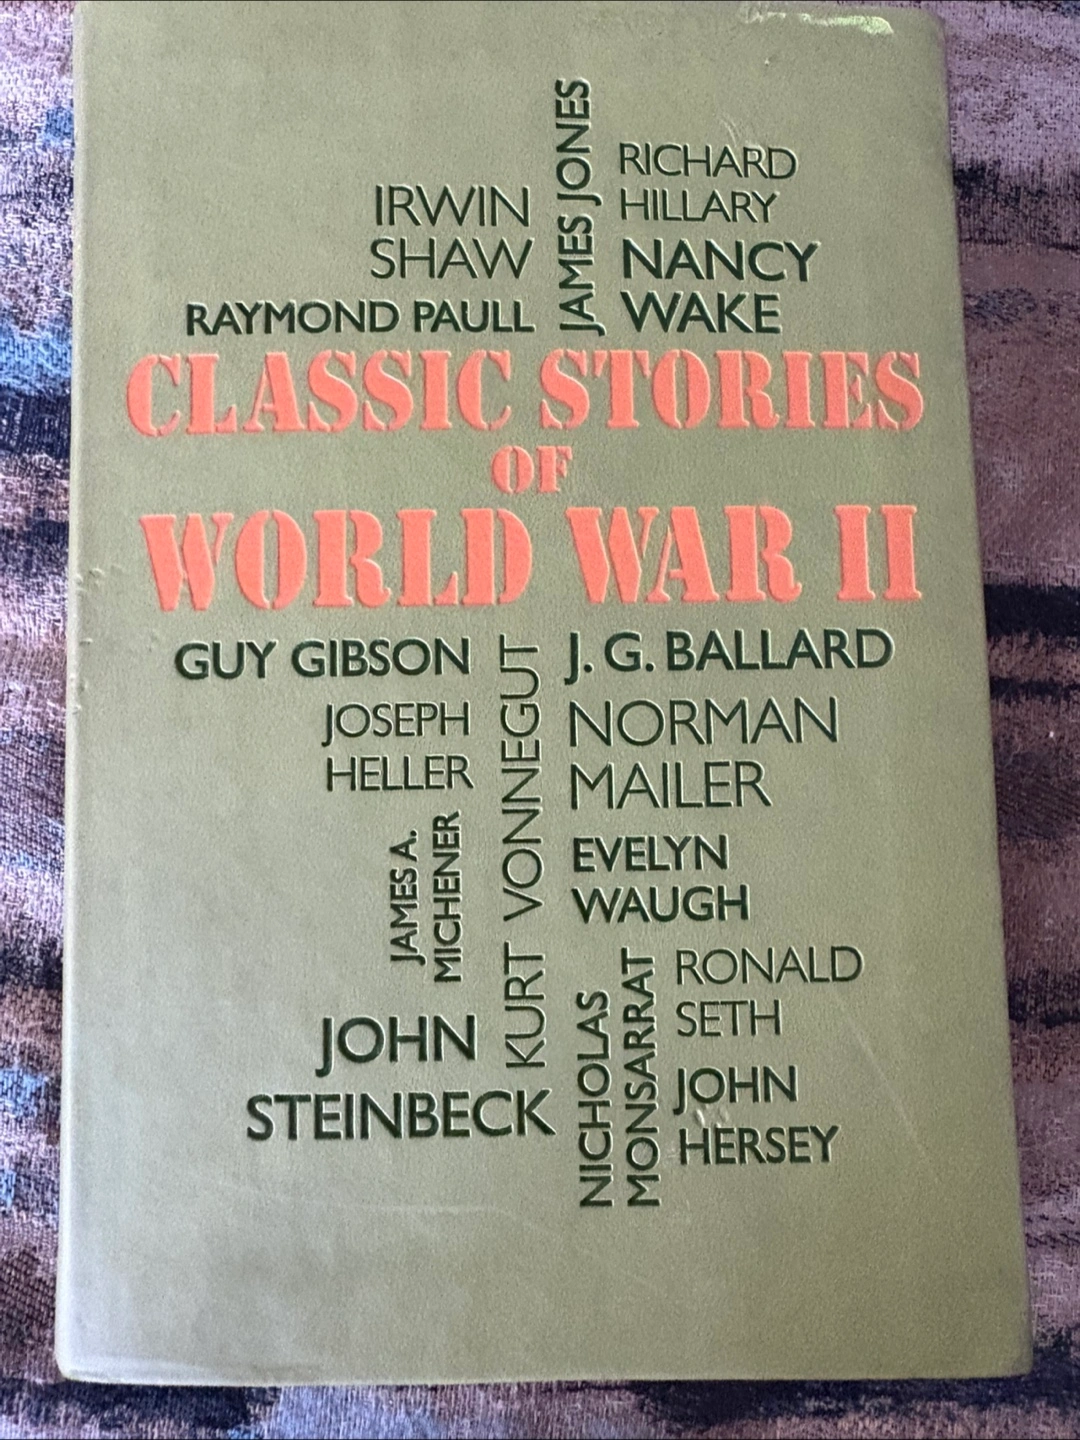 JAMES JONES
RICHARD
HILLARY
IRWIN
SHAW
NANCY
WAKE
RAYMOND PAULL
CLASSIC STORIES
OF
WORLD WAR II
GUY GIBSON
J. G. BALLARD
JOSEPH
HELLER
KURT VONNEGUT
NORMAN
MAILER
JAMES A.
MICHENER
EVELYN
WAUGH
JOHN
STEINBECK
NICHOLAS
MONSARRAT
RONALD
SETH
JOHN
HERSEY